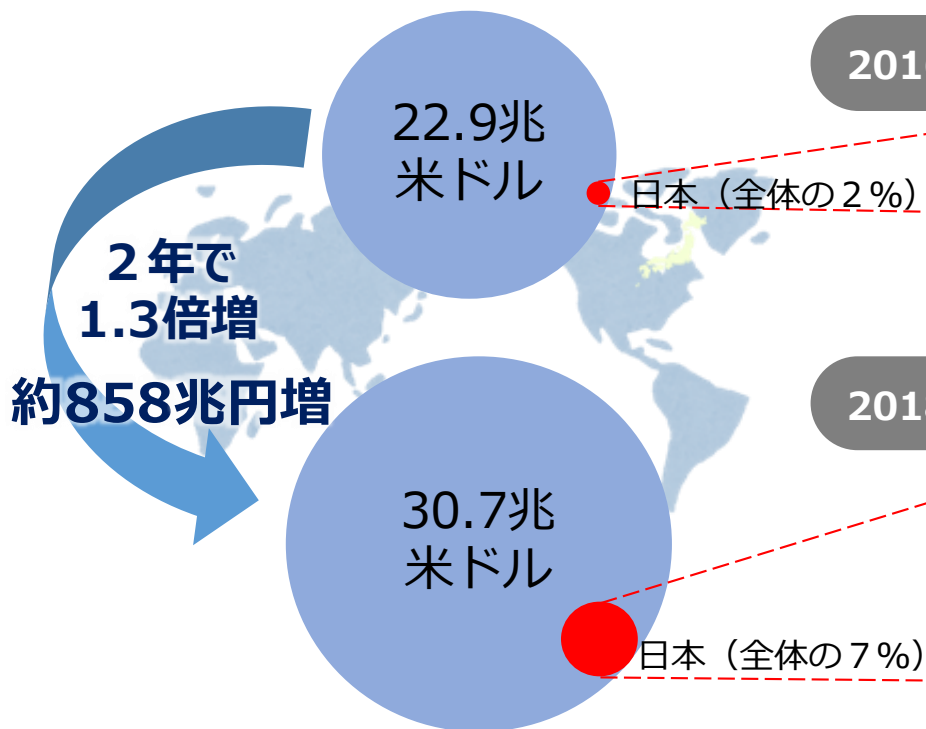 22.9兆
米ドル
201
日本（全体の２%）
２年で
1.3倍増
約858兆円増
201
30.7兆
米ドル
日本（全体の７%）